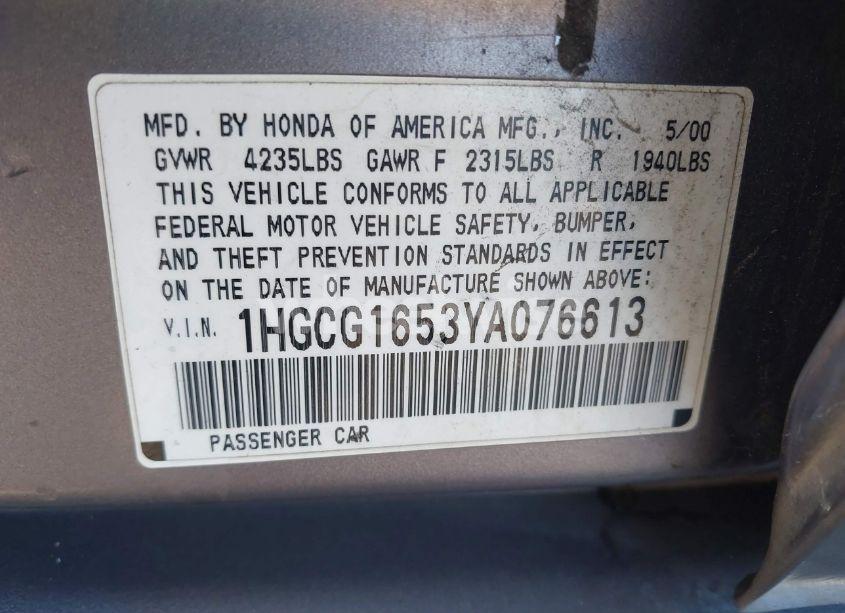 MFD. BY HONDA OF AMERICA MFG., INC. 5/00
GVWR 4235LBS GAWR F 2315LBS R 1940LBS
THIS VEHICLE CONFORMS TO ALL APPLICABLE
FEDERAL MOTOR VEHICLE SAFETY, BUMPER,
AND THEFT PREVENTION STANDARDS IN EFFECT
ON THE DATE OF MANUFACTURE SHOWN ABOVE:
V.I.N. 1HGCG1653YA076613
PASSENGER CAR